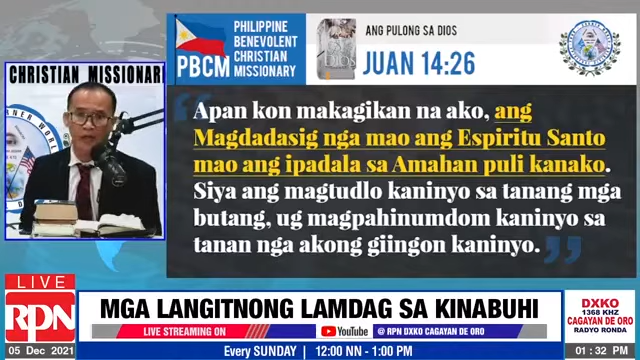 CHRISTIAN MISSIONARI
PBCM
PHILIPPINE
BENEVOLENT
CHRISTIAN
MISSIONARY
ANG PULONG SA DIOS
JUAN 14:26
Apan kon makagikan na ako, ang
Magdadasig nga mao ang Espiritu Santo
mao ang ipadala sa Amahan puli kanako.
Siya ang magtudlo kaninyo sa tanang mga
butang, ug magpahinumdom kaninyo sa
tanan nga akong giingon kaninyo.
LIVE
RPN
05 Dec 2021
MGA LANGITNONG LAMDAG SA KINABUHI
LIVE STREAMING ON YouTube @ RPN DXKO CAGAYAN DE ORO
Every SUNDAY | 12:00 NN - 1:00 PM
DXKO
1368 KHZ
CAGAYAN DE ORO
RADYO RONDA
01:32 PM